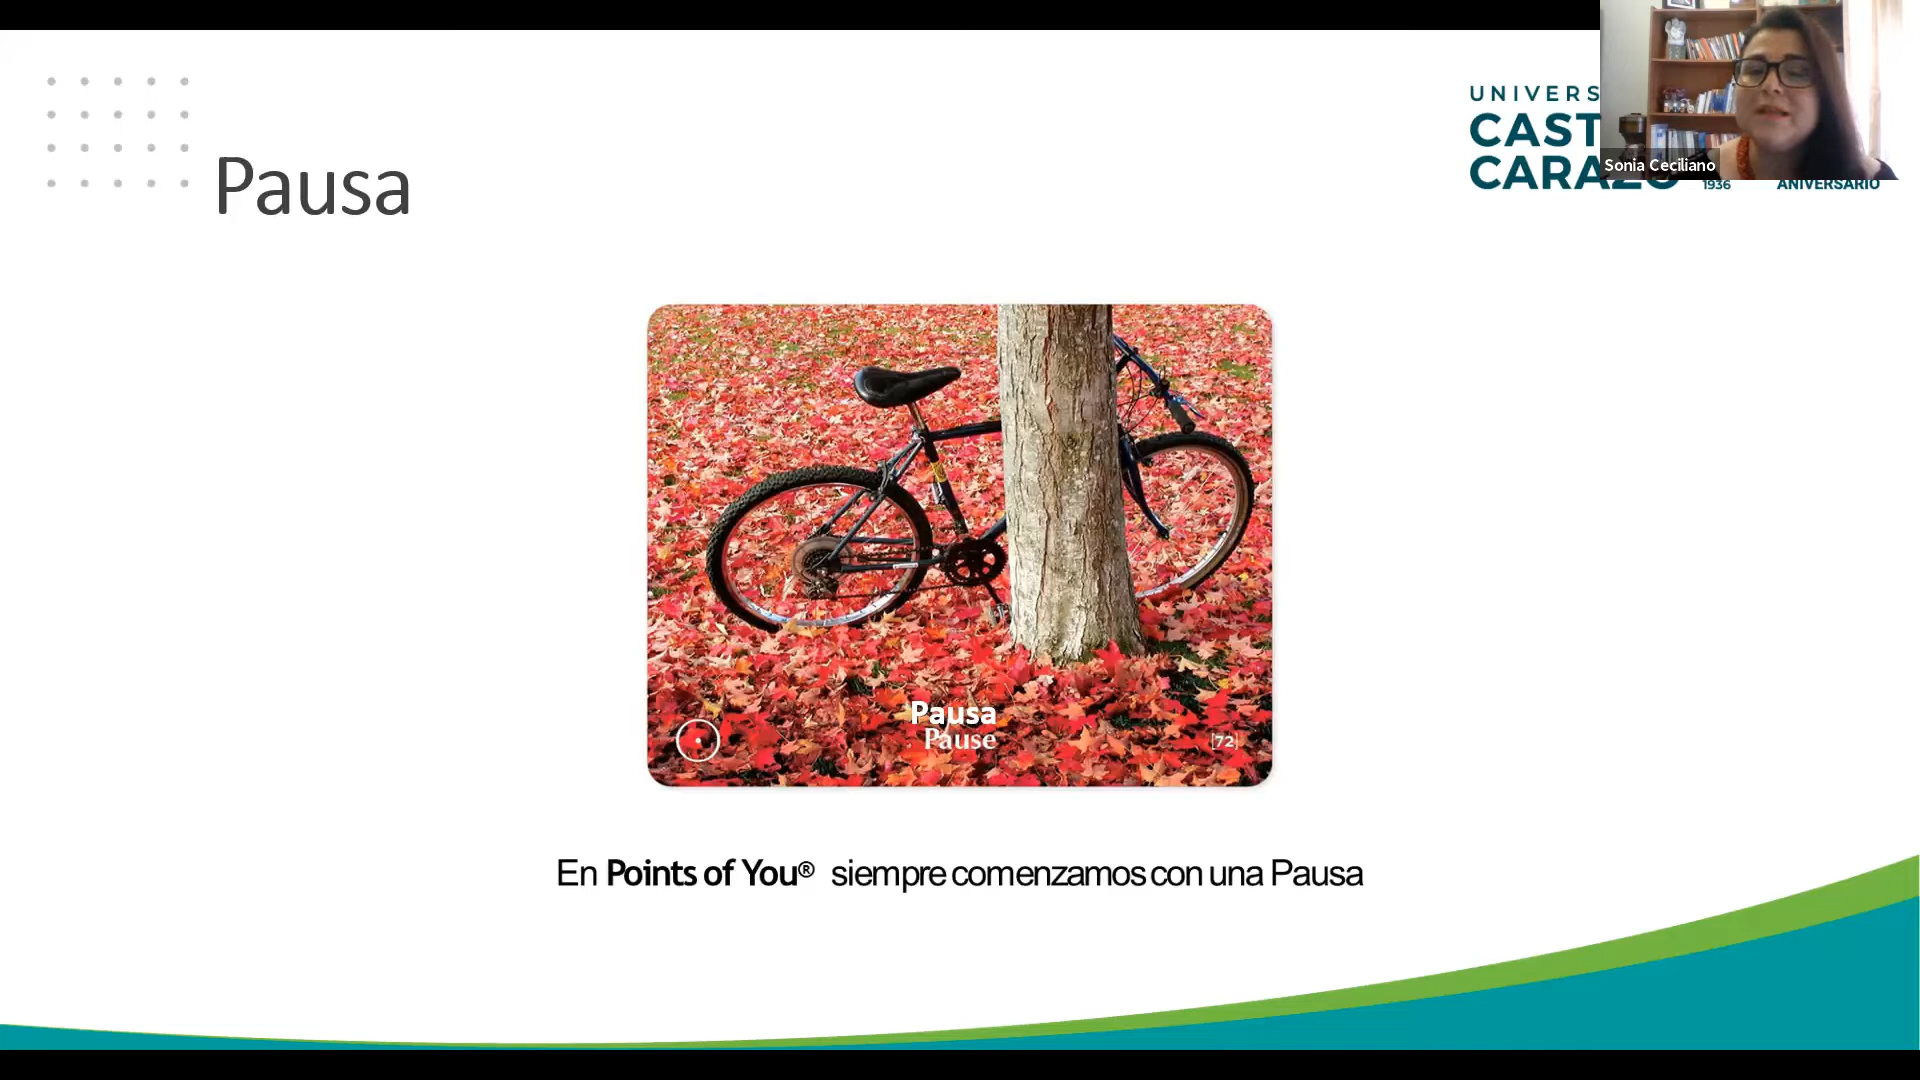 Pausa
UNIVERS
CAST
CARAZO
1936
ANIVERSARIO
Sonia Ceciliano
Pausa
Pause
[72]
En Points of You® siempre comenzamos con una Pausa